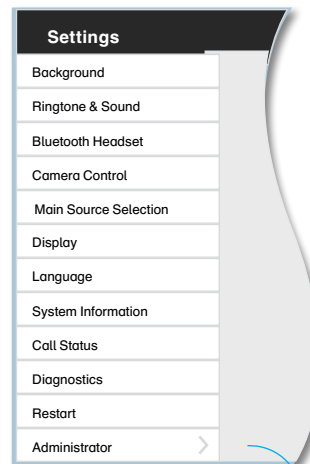 Settings
Background
Ringtone & Sound
Bluetooth Headset
Camera Control
Main Source Selection
Display
Language
System Information
Call Status
Diagnostics
Restart
Administrator